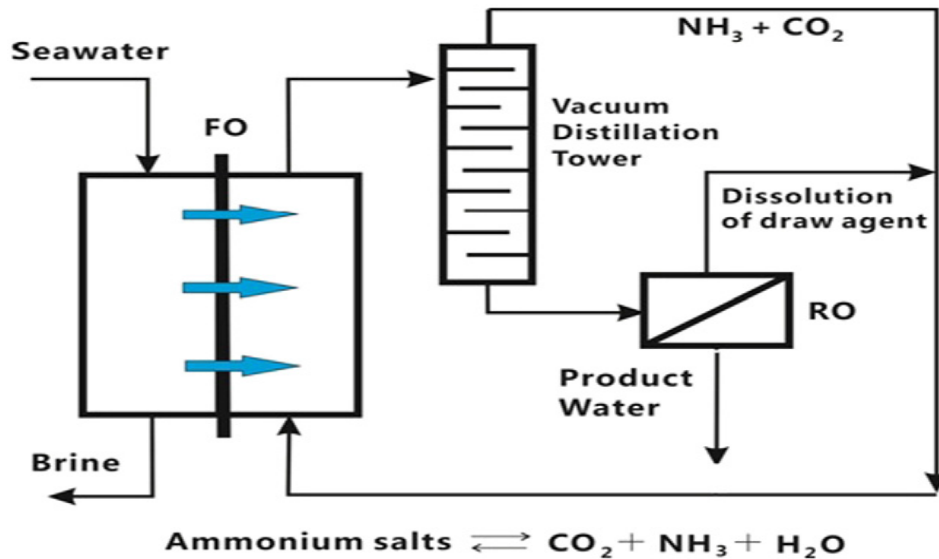 Seawater
FO
NH₃ + CO₂
Vacuum
Distillation
Tower
Dissolution
of draw agent
RO
Product
Water
Brine
Ammonium salts ⇌ CO₂ + NH₃ + H₂O